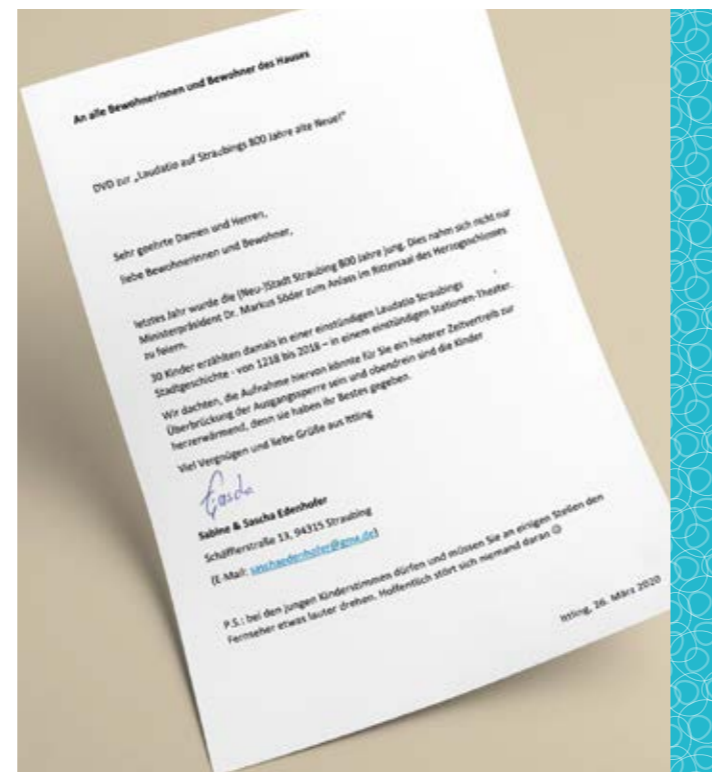 An alle Bewohnerinnen und Bewohner des Hauses
DVD zur „Laudatio auf Straubings 800 Jahre alte Neue!“
Sehr geehrte Damen und Herren,
liebe Bewohnerinnen und Bewohner,
letztes Jahr wurde die (Neu-)Stadt Straubing 800 Jahre jung. Dies nahm sich nicht nur
Ministerpräsident Dr. Markus Söder zum Anlass im Rittersaal des Herzogschlosses
zu feiern.
30 Kinder erzählten damals in einer einstündigen Laudatio Straubings
Stadtgeschichte - von 1218 bis 2018 – in einem einstündigen Stationen-Theater.
Wir dachten, die Aufnahme hiervon könnte für Sie ein heiterer Zeitvertreib zur
Überbrückung der Ausgangssperre sein und obendrein sind die Kinder
herzerwärmend, denn sie haben ihr Bestes gegeben.
Viel Vergnügen und liebe Grüße aus Ittling
Sabine & Sascha Edenhofer
Schäfflerstraße 13, 94315 Straubing
(E-Mail: saschaedenhofer@gmx.de)
P.S.: bei den jungen Kinderstimmen dürfen und müssen Sie an einigen Stellen den
Fernseher etwas lauter drehen. Hoffentlich stört sich niemand daran ☺
Ittling, 26. März 2020